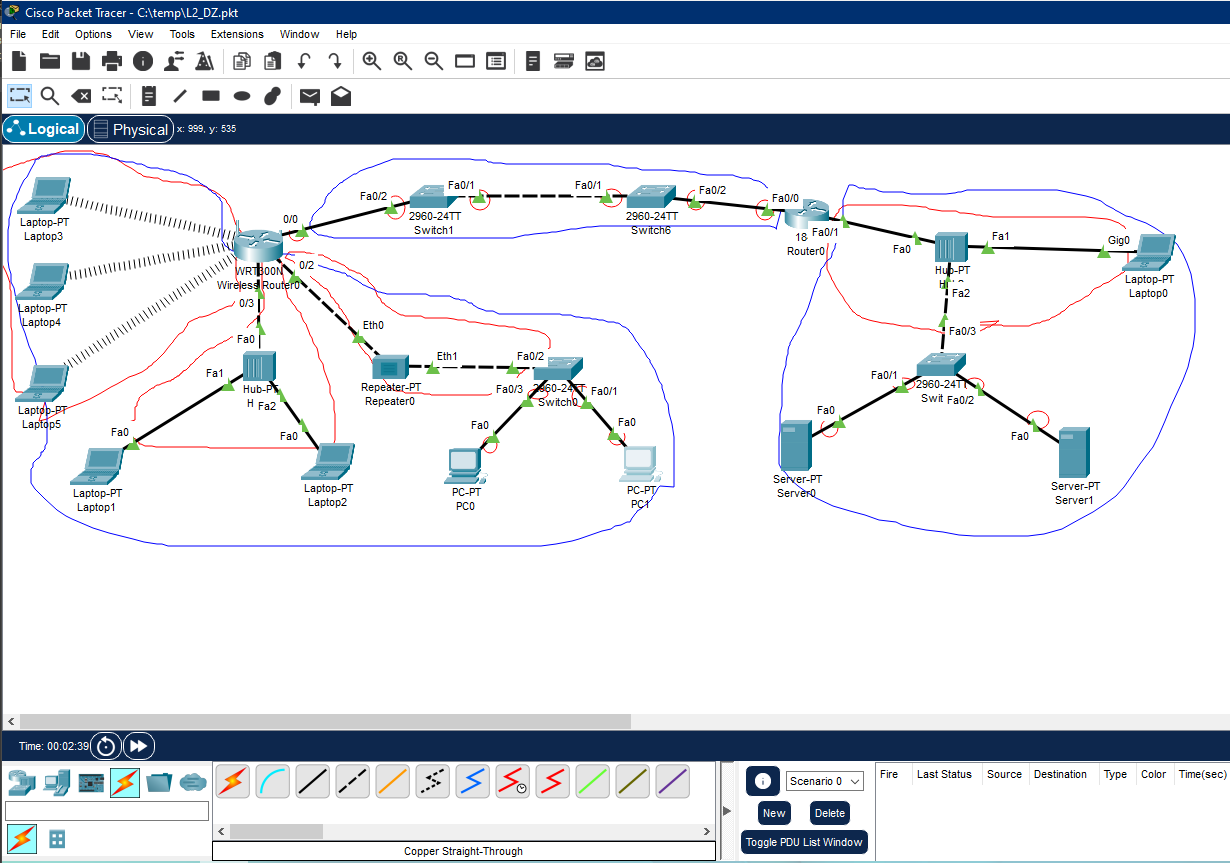 Cisco Packet Tracer - C:\temp\L2_DZ.pkt
File Edit Options View Tools Extensions Window Help
Logical Physical x: 999, y: 535
Laptop-PT
Laptop3
Laptop-PT
Laptop4
Laptop-PT
Laptop5
0/0
WRT300N
Wireless Router0
0/2
0/3
Fa0/2
Fa0/1
2960-24TT
Switch1
Fa0/1
Fa0/2
2960-24TT
Switch6
Fa0/0
18
Fa0/1
Router0
Fa0
Fa1
Hub-PT
Fa2
Gig0
Laptop-PT
Laptop0
Fa0
Fa1
Hub-PT
H
Fa2
Fa0
Fa0
Laptop-PT
Laptop1
Laptop-PT
Laptop2
Eth0
Eth1
Repeater-PT
Repeater0
Fa0/2
2960-24TT
Switch0
Fa0/3
Fa0/1
Fa0
Fa0
PC-PT
PC0
PC-PT
PC1
Fa0/3
Fa0/1
2960-24TT
Swit
Fa0/2
Fa0
Fa0
Server-PT
Server0
Server-PT
Server1
Time: 00:02:39
Scenario 0
New
Delete
Toggle PDU List Window
Fire Last Status Source Destination Type Color Time(sec)
Copper Straight-Through